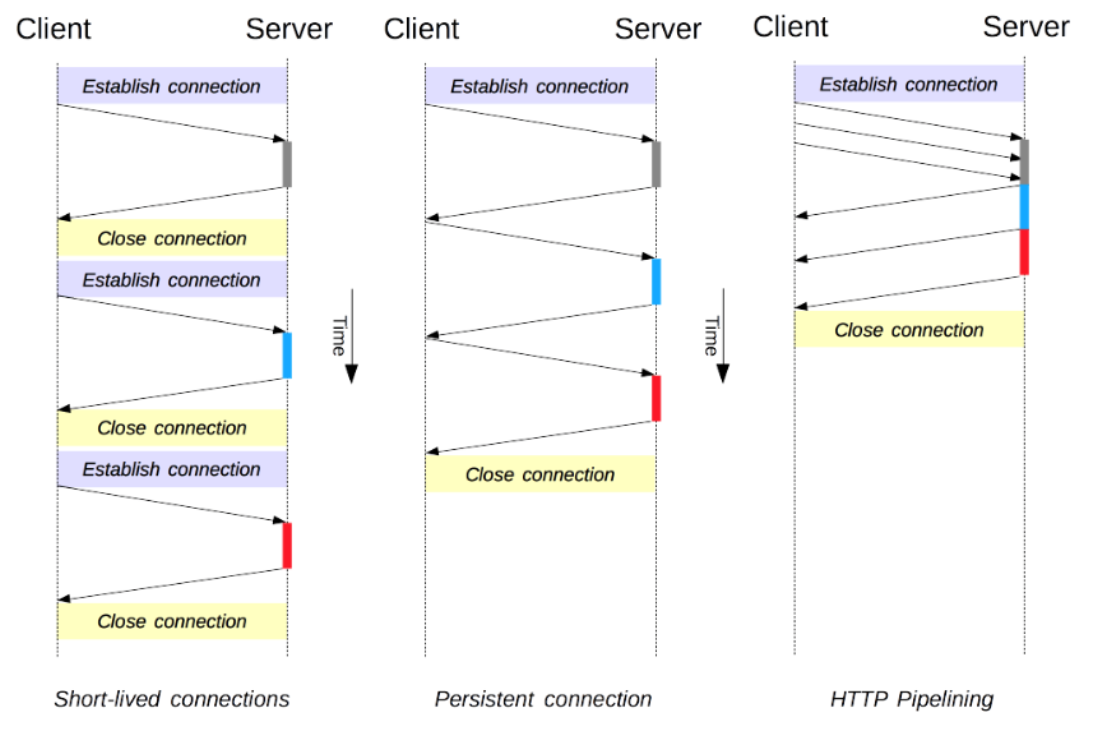 Client Server
Establish connection
Close connection
Establish connection
Close connection
Establish connection
Close connection
Short-lived connections
Time
Client Server
Establish connection
Close connection
Persistent connection
Time
Client Server
Establish connection
Close connection
HTTP Pipelining